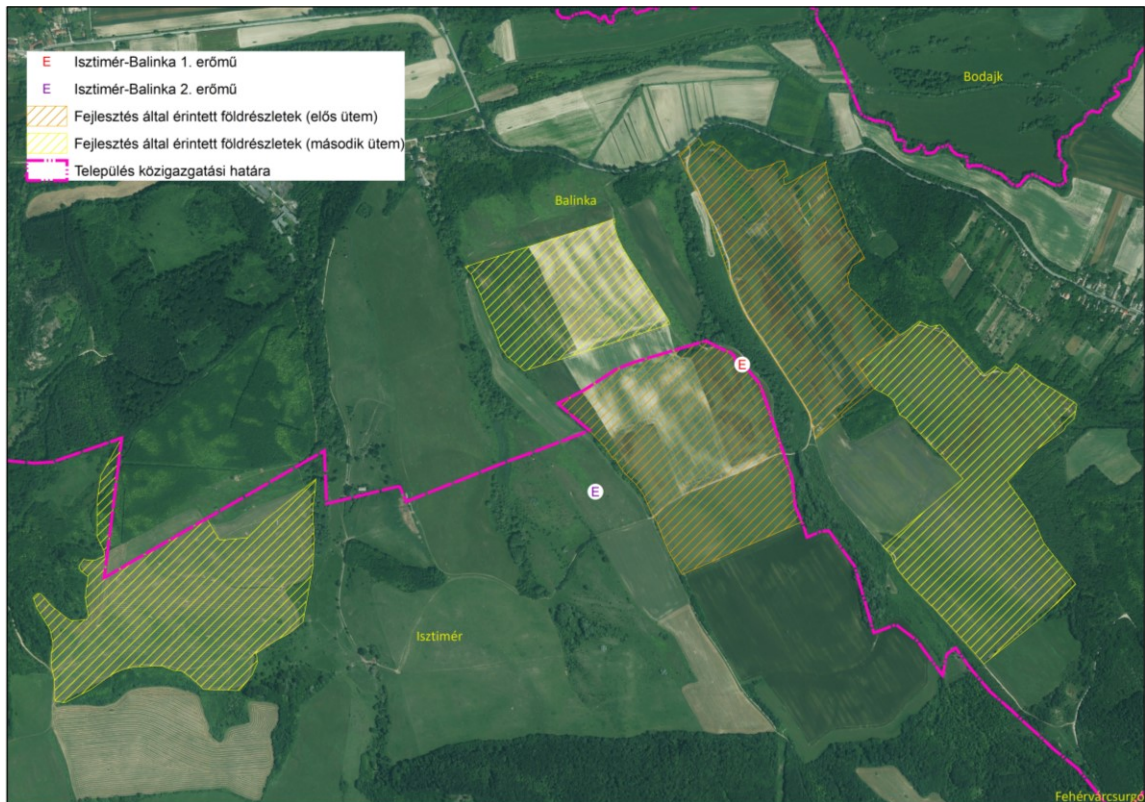 E Isztimér-Balinka 1. erőmű
E Isztimér-Balinka 2. erőmű
Fejlesztés által érintett földrészletek (elős ütem)
Fejlesztés által érintett földrészletek (második ütem)
Település közigazgatási határa
Bodajk
Balinka
E
E
Isztimér
Fehérvárcsurgó